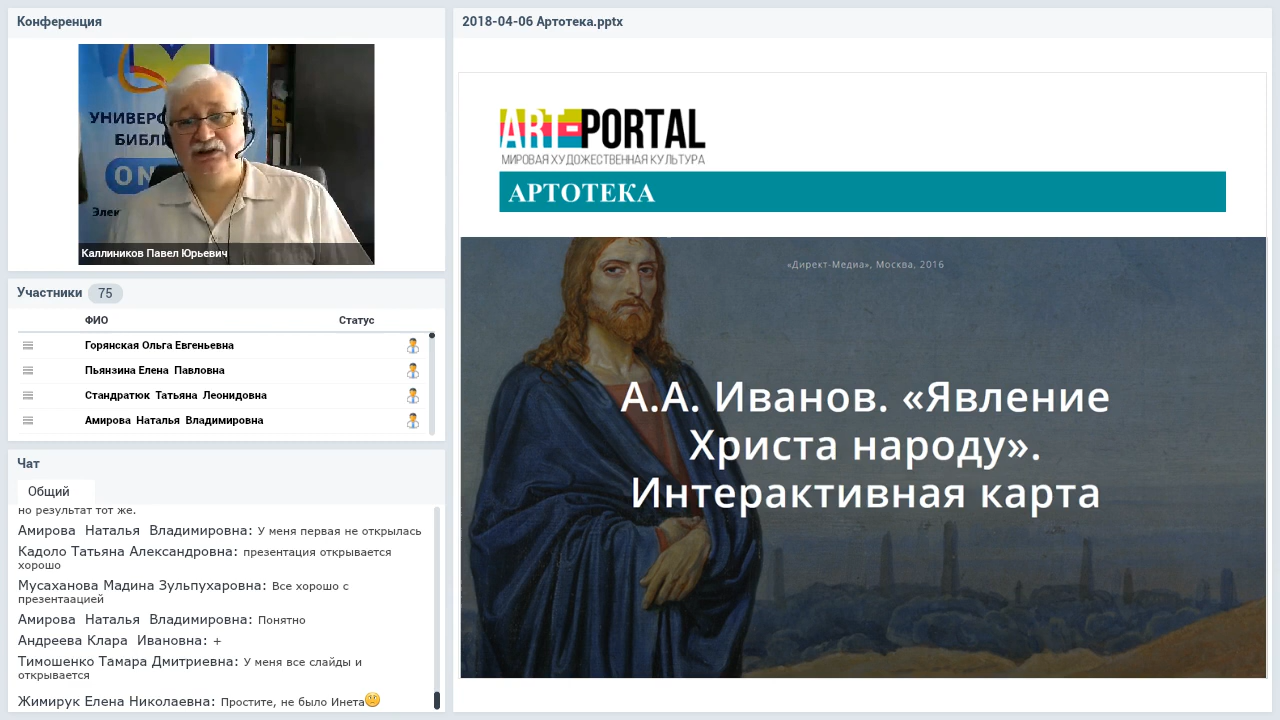 Конференция
УНИВЕРС
БИБЛИ
ON
Элек
Каллиников Павел Юрьевич
Участники 75
ФИО Статус
Горянская Ольга Евгеньевна
Пьянзина Елена Павловна
Стандратюк Татьяна Леонидовна
Амирова Наталья Владимировна
Чат
Общий
но результат тот же.
Амирова Наталья Владимировна: У меня первая не открылась
Кадоло Татьяна Александровна: презентация открывается
хорошо
Мусаханова Мадина Зульпухаровна: Все хорошо с
презентаацией
Амирова Наталья Владимировна: Понятно
Андреева Клара Ивановна: +
Тимошенко Тамара Дмитриевна: У меня все слайды и
открывается
Жимирук Елена Николаевна: Простите, не было Инета
2018-04-06 Артотека.pptx
ART-PORTAL
МИРОВАЯ ХУДОЖЕСТВЕННАЯ КУЛЬТУРА
АРТОТЕКА
«Директ-Медиа», Москва, 2016
А.А. Иванов. «Явление
Христа народу».
Интерактивная карта